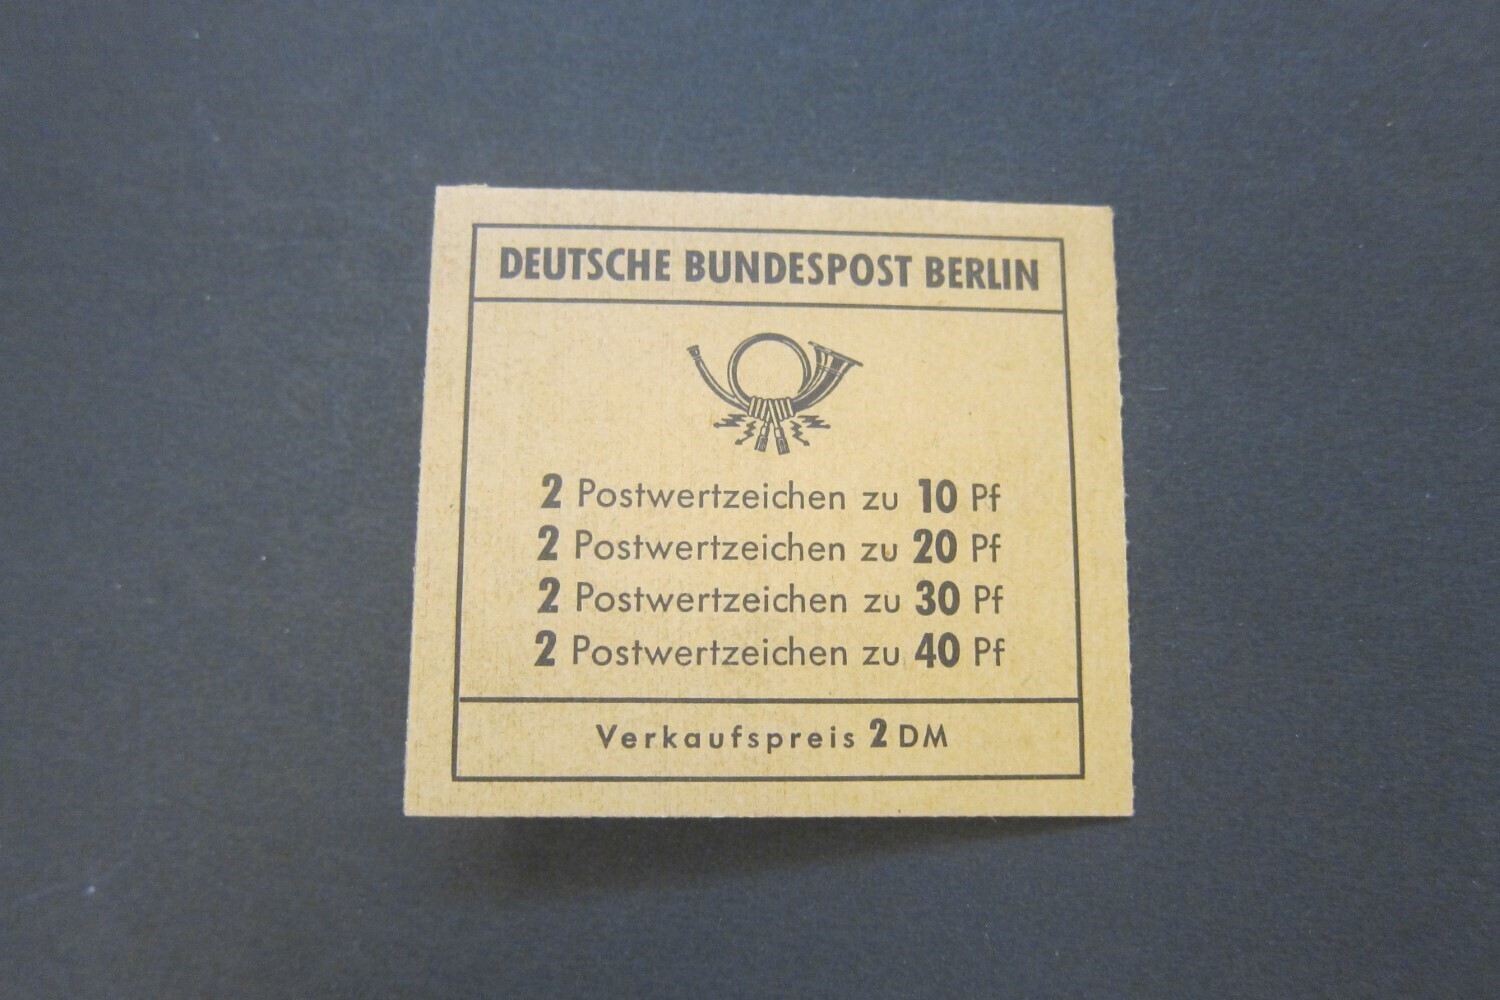 DEUTSCHE BUNDESPOST BERLIN
2 Postwertzeichen zu 10 Pf
2 Postwertzeichen zu 20 Pf
2 Postwertzeichen zu 30 Pf
2 Postwertzeichen zu 40 Pf
Verkaufspreis 2 DM